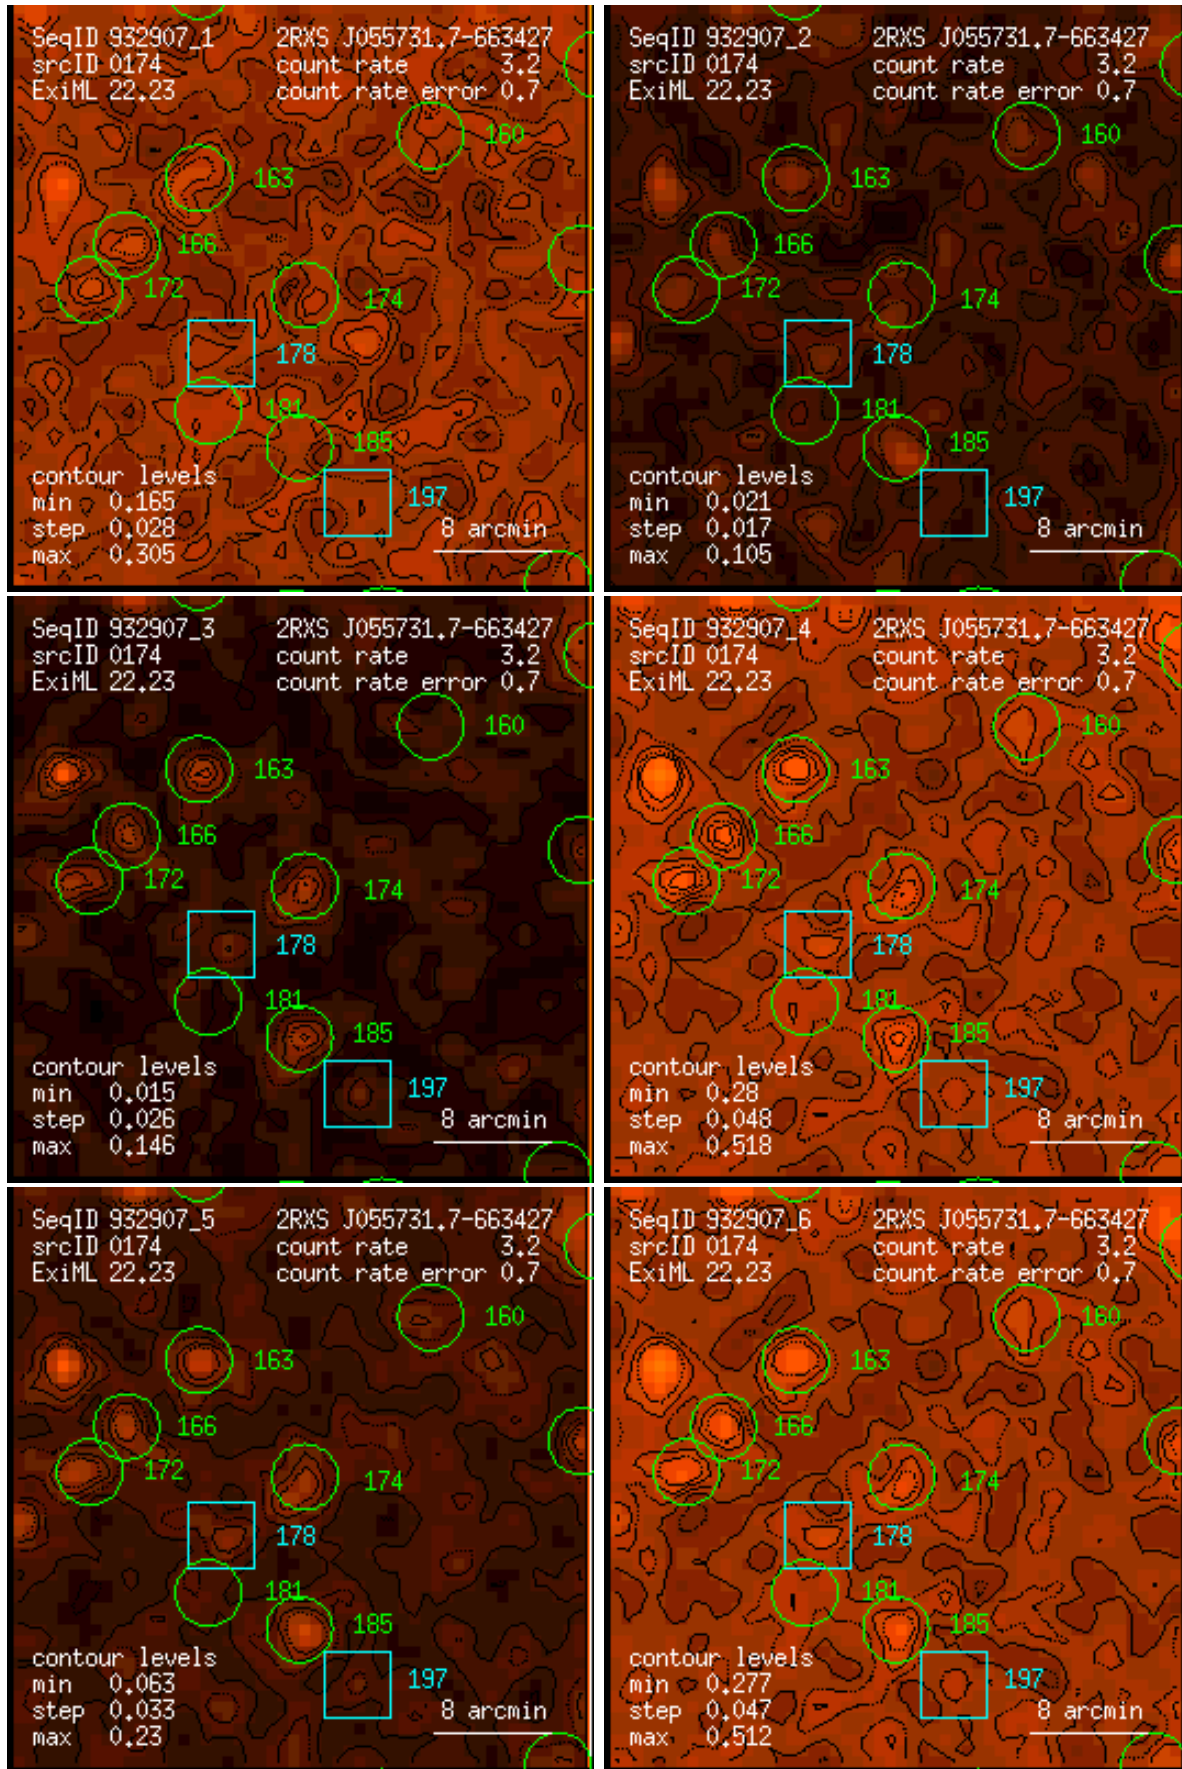 SeqID 932907_1 2RXS J055731.7-663427
srcID 0174 count rate 3.2
ExiML 22.23 count rate error 0.7
160
163
166
172
174
178
181
185
contour levels
min 0.165 197
step 0.028 8 arcmin
max 0.305
SeqID 932907_2 2RXS J055731.7-663427
srcID 0174 count rate 3.2
ExiML 22.23 count rate error 0.7
160
163
166
172
174
178
181
185
contour levels
min 0.021 197
step 0.017 8 arcmin
max 0.105
SeqID 932907_3 2RXS J055731.7-663427
srcID 0174 count rate 3.2
ExiML 22.23 count rate error 0.7
160
163
166
172
174
178
181
185
contour levels
min 0.015 197
step 0.026 8 arcmin
max 0.146
SeqID 932907_4 2RXS J055731.7-663427
srcID 0174 count rate 3.2
ExiML 22.23 count rate error 0.7
160
163
166
172
174
178
181
185
contour levels
min 0.28 197
step 0.048 8 arcmin
max 0.518
SeqID 932907_5 2RXS J055731.7-663427
srcID 0174 count rate 3.2
ExiML 22.23 count rate error 0.7
160
163
166
172
174
178
181
185
contour levels
min 0.063 197
step 0.033 8 arcmin
max 0.23
SeqID 932907_6 2RXS J055731.7-663427
srcID 0174 count rate 3.2
ExiML 22.23 count rate error 0.7
160
163
166
172
174
178
181
185
contour levels
min 0.277 197
step 0.047 8 arcmin
max 0.512